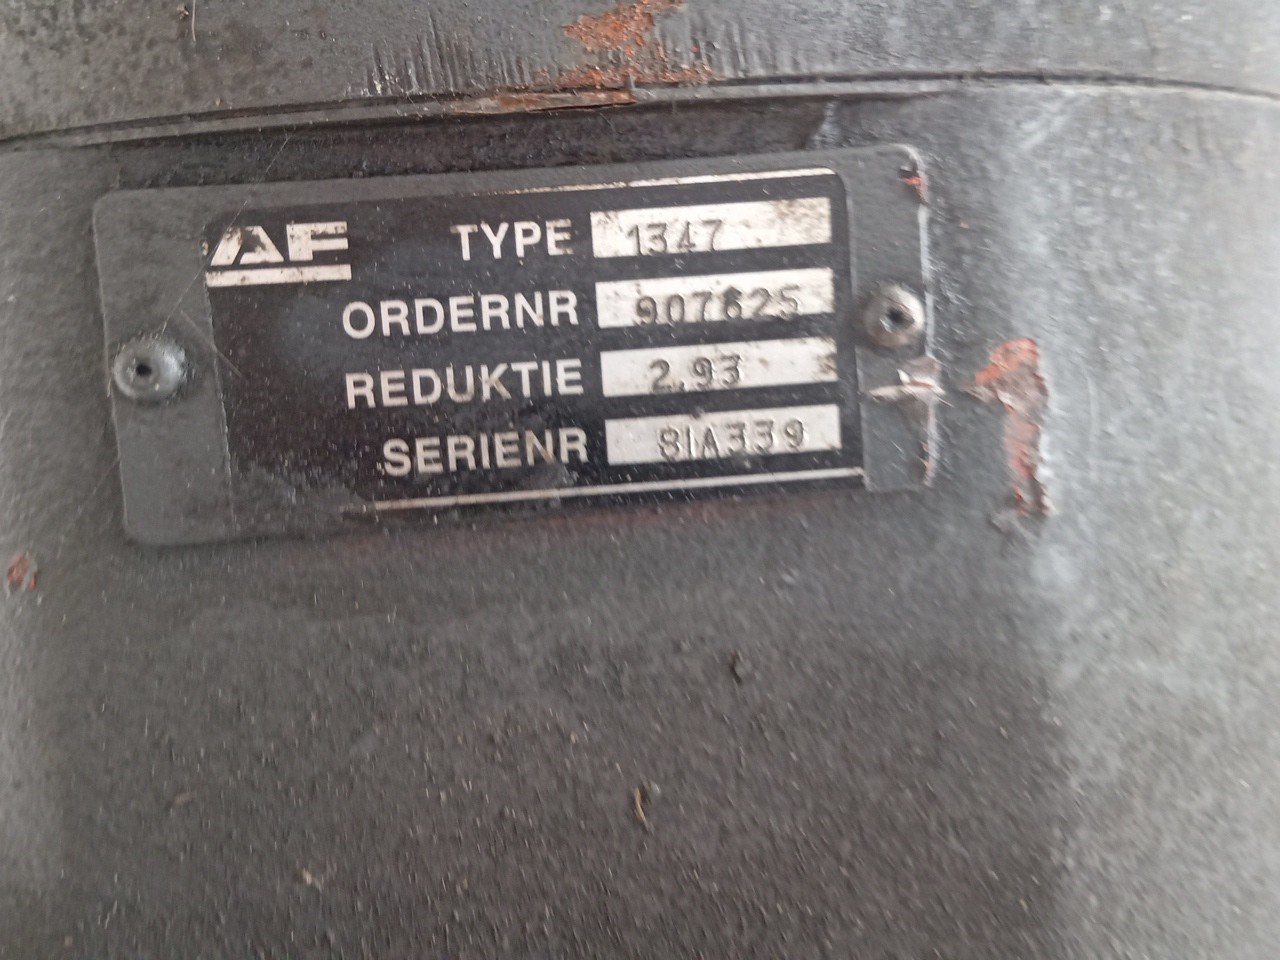 AF
TYPE 1347
ORDERNR 907625
REDUKTIE 2.93
SERIENR 81A339